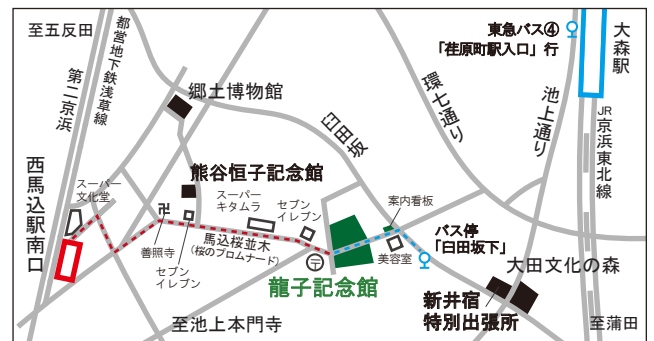 至五反田
都営地下鉄浅草線
第二京浜
郷土博物館
臼田坂
環七通り
東急バス④
「荏原町駅入口」行
池上通り
大森駅
JR京浜東北線
西馬込駅南口
スーパー
文化堂
熊谷恒子記念館
卍
善照寺
セブン
イレブン
スーパー
キタムラ
セブン
イレブン
馬込桜並木
(桜のプロムナード)
〒
龍子記念館
案内看板
美容室
バス停
「臼田坂下」
大田文化の森
新井宿
特別出張所
至池上本門寺
至蒲田